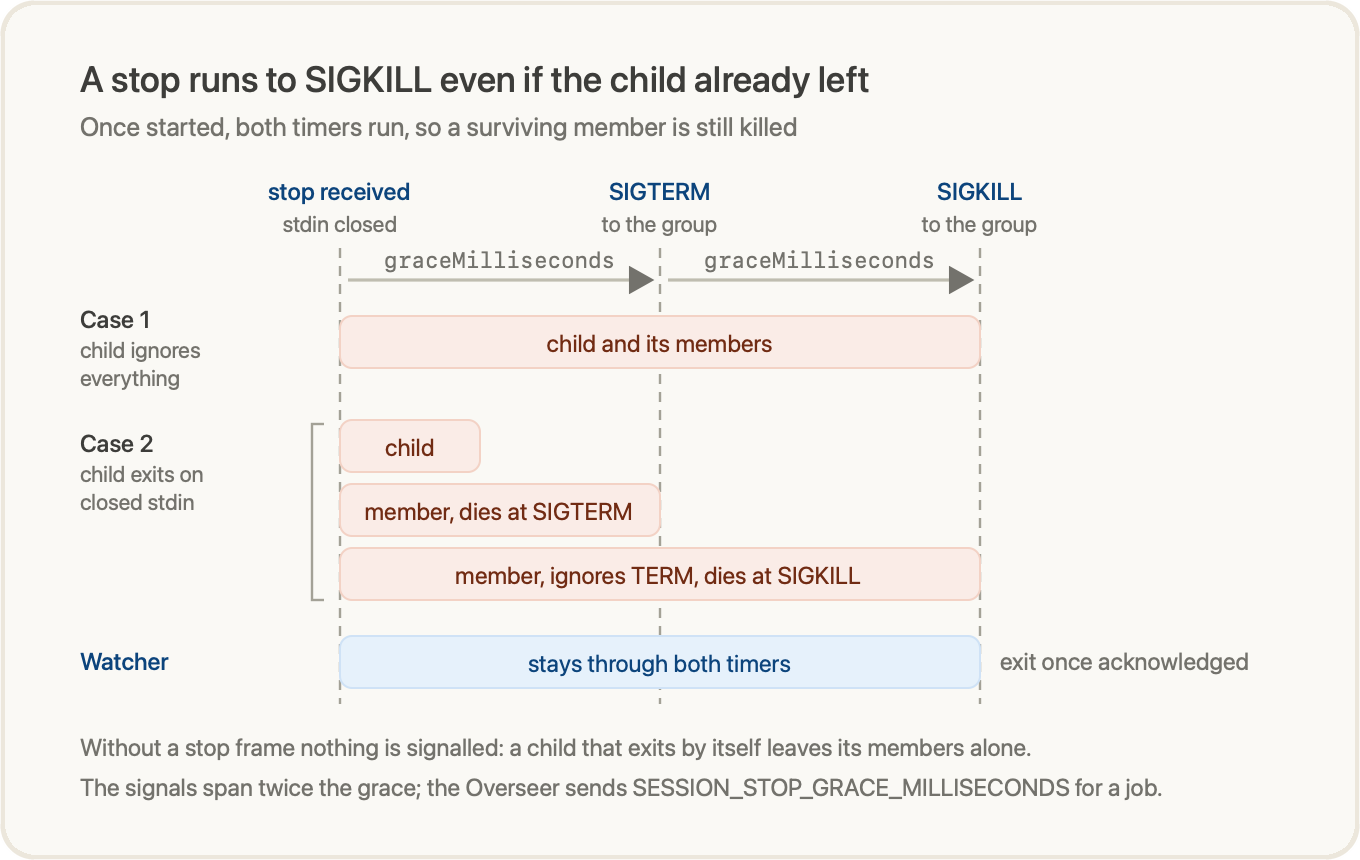 A stop runs to SIGKILL even if the child already left
Once started, both timers run, so a surviving member is still killed
stop received
SIGTERM
SIGKILL
stdin closed
to the group
to the group
graceMilliseconds
graceMilliseconds
Case 1
child ignores
everything
child and its members
Case 2
child exits on
closed stdin
child
member, dies at SIGTERM
member, ignores TERM, dies at SIGKILL
Watcher
stays through both timers
exit once acknowledged
Without a stop frame nothing is signalled: a child that exits by itself leaves its members alone.
The signals span twice the grace; the Overseer sends SESSION_STOP_GRACE_MILLISECONDS for a job.